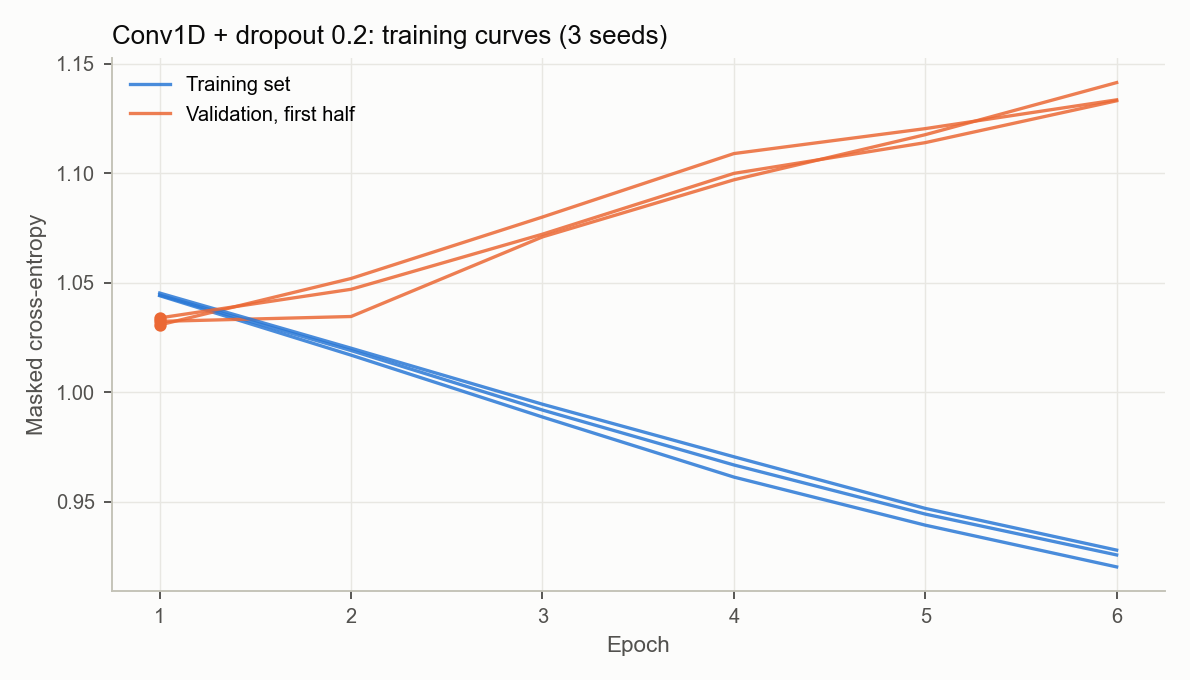 Conv1D + dropout 0.2: training curves (3 seeds)
Training set
Validation, first half
Masked cross-entropy
1.15
1.10
1.05
1.00
0.95
1 2 3 4 5 6
Epoch